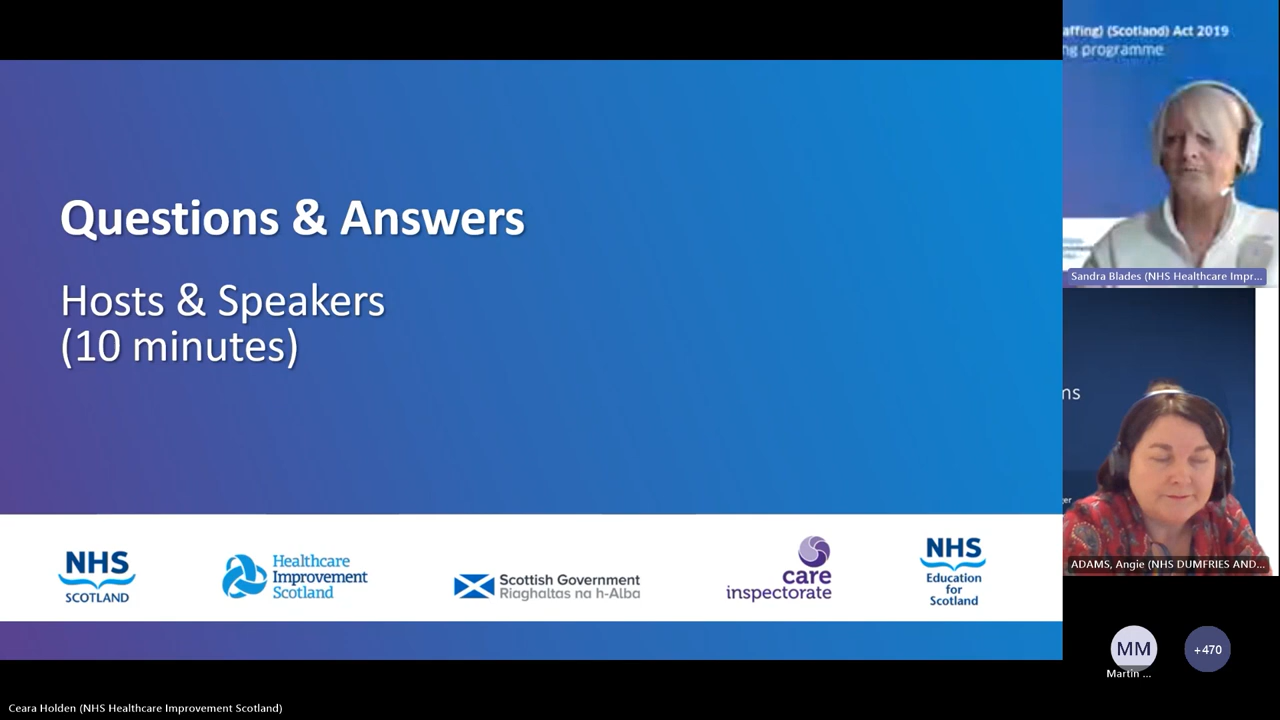 Questions & Answers
Hosts & Speakers
(10 minutes)
NHS
SCOTLAND
Healthcare
Improvement
Scotland
Scottish Government
Riaghaltas na h-Alba
care
inspectorate
NHS
Education
for
Scotland
affing) (Scotland) Act 2019
ng programme
Sandra Blades (NHS Healthcare Impr...
ns
er
ADAMS, Angie (NHS DUMFRIES AND...
MM
Martin ...
+470
Ceara Holden (NHS Healthcare Improvement Scotland)